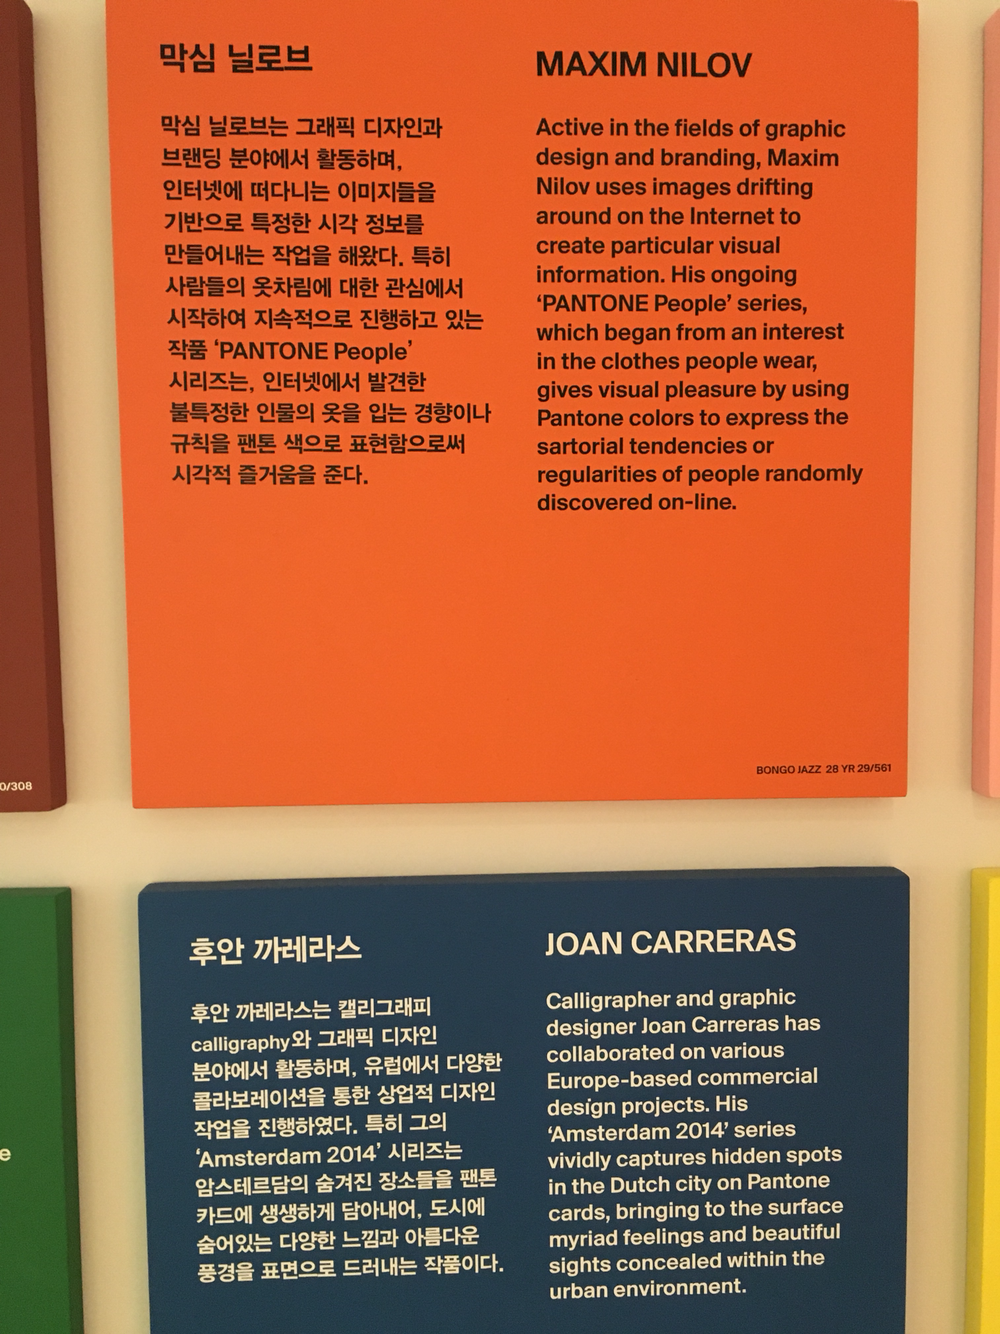 막심 닐로브
막심 닐로브는 그래픽 디자인과
브랜딩 분야에서 활동하며,
인터넷에 떠다니는 이미지들을
기반으로 특정한 시각 정보를
만들어내는 작업을 해왔다. 특히
사람들의 옷차림에 대한 관심에서
시작하여 지속적으로 진행하고 있는
작품 ‘PANTONE People’
시리즈는, 인터넷에서 발견한
불특정한 인물의 옷을 입는 경향이나
규칙을 팬톤 색으로 표현함으로써
시각적 즐거움을 준다.
MAXIM NILOV
Active in the fields of graphic
design and branding, Maxim
Nilov uses images drifting
around on the Internet to
create particular visual
information. His ongoing
‘PANTONE People’ series,
which began from an interest
in the clothes people wear,
gives visual pleasure by using
Pantone colors to express the
sartorial tendencies or
regularities of people randomly
discovered on-line.
BONGO JAZZ 28 YR 29/561
0/308
후안 까레라스
후안 까레라스는 캘리그래피
calligraphy와 그래픽 디자인
분야에서 활동하며, 유럽에서 다양한
콜라보레이션을 통한 상업적 디자인
작업을 진행하였다. 특히 그의
‘Amsterdam 2014’ 시리즈는
암스테르담의 숨겨진 장소들을 팬톤
카드에 생생하게 담아내어, 도시에
숨어있는 다양한 느낌과 아름다운
풍경을 표면으로 드러내는 작품이다.
JOAN CARRERAS
Calligrapher and graphic
designer Joan Carreras has
collaborated on various
Europe-based commercial
design projects. His
‘Amsterdam 2014’ series
vividly captures hidden spots
in the Dutch city on Pantone
cards, bringing to the surface
myriad feelings and beautiful
sights concealed within the
urban environment.
e